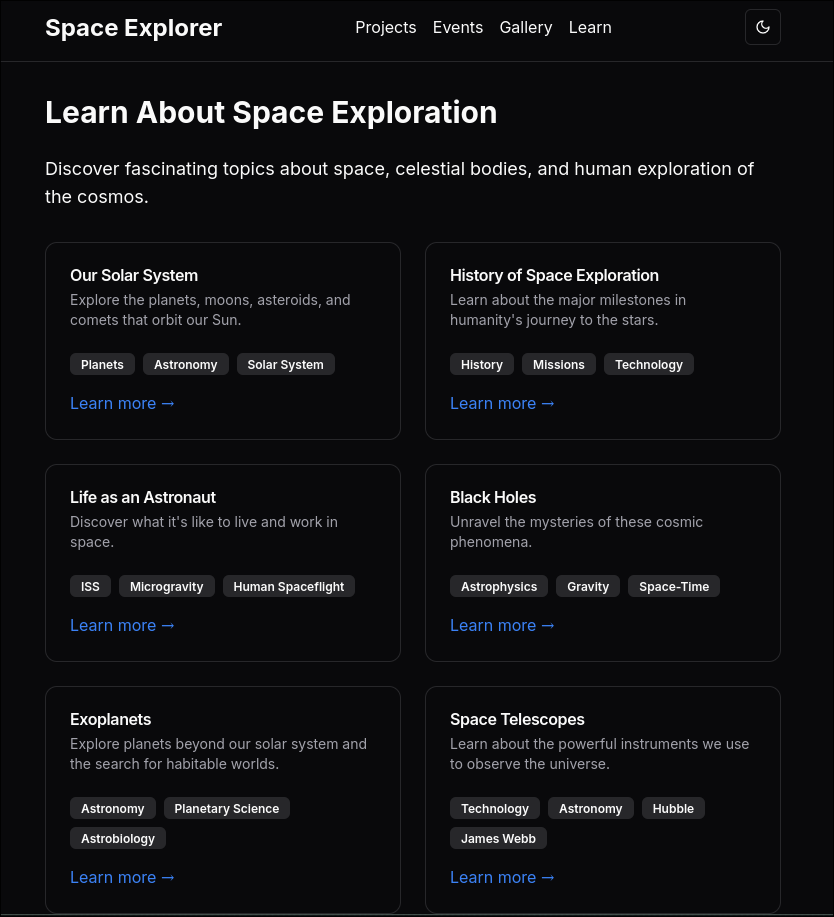 Space Explorer
Projects Events Gallery Learn
Learn About Space Exploration
Discover fascinating topics about space, celestial bodies, and human exploration of
the cosmos.
Our Solar System
Explore the planets, moons, asteroids, and
comets that orbit our Sun.
Planets Astronomy Solar System
Learn more →
History of Space Exploration
Learn about the major milestones in
humanity's journey to the stars.
History Missions Technology
Learn more →
Life as an Astronaut
Discover what it's like to live and work in
space.
ISS Microgravity Human Spaceflight
Learn more →
Black Holes
Unravel the mysteries of these cosmic
phenomena.
Astrophysics Gravity Space-Time
Learn more →
Exoplanets
Explore planets beyond our solar system and
the search for habitable worlds.
Astronomy Planetary Science
Astrobiology
Learn more →
Space Telescopes
Learn about the powerful instruments we use
to observe the universe.
Technology Astronomy Hubble
James Webb
Learn more →